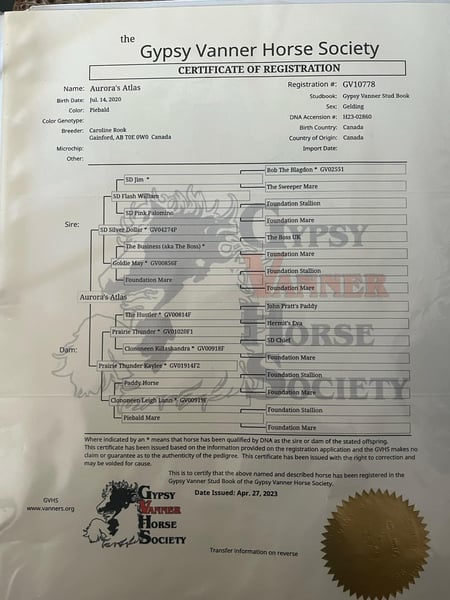 the
Gypsy Vanner Horse Society
CERTIFICATE OF REGISTRATION
Name: Aurora's Atlas
Registration #: GV10778
Birth Date: Jul. 14, 2020
Studbook: Gypsy Vanner Stud Book
Color: Piebald
Sex: Gelding
Color Genotype:
DNA Accession #: H23-02860
Breeder: Caroline Rook
Birth Country: Canada
Gainford, AB T0E 0W0 Canada
Country of Origin: Canada
Microchip:
Import Date:
Other:
Bob The Blagdon * GV02551
SD Jim *
The Sweeper Mare
SD Flash William
Foundation Stallion
SD Pink Palomino
Foundation Mare
Sire:
SD Silver Dollar * GV04274P
The Boss UK
The Business (aka The Boss) *
Foundation Mare
Goldie May * GV00856F
Foundation Stallion
Foundation Mare
Foundation Mare
Aurora's Atlas
John Pratt's Paddy
The Hustler * GV00614F
Hermit's Eva
Prairie Thunder * GV01020F1
SD Chief
Clononeen Killashandra * GV00918F
Foundation Mare
Dam:
Prairie Thunder Kaylee * GV01914F2
Foundation Stallion
Paddy Horse
Foundation Mare
Clononeen Leigh Lann * GV00919F
Foundation Stallion
Piebald Mare
Foundation Mare
GYPSY
VANNER
HORSE
SOCIETY
Where indicated by an * means that horse has been qualified by DNA as the sire or dam of the stated offspring.
This certificate has been issued based on the information provided on the registration application and the GVHS makes no
claim or guarantee as to the authenticity of the pedigree. This certificate has been issued with the right to correction and
may be voided for cause.
This is to certify that the above named and described horse has been registered in the
Gypsy Vanner Stud Book of the Gypsy Vanner Horse Society.
GVHS
www.vanners.org
GYPSY
VANNER
HORSE
SOCIETY
Date Issued: Apr. 27, 2023
Transfer information on reverse